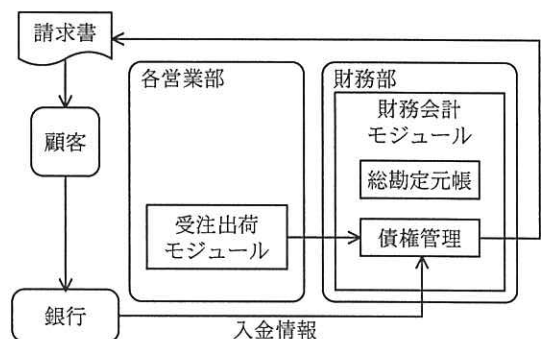 請求書
各営業部
財務部
顧客
財務会計
モジュール
総勘定元帳
受注出荷
モジュール
債権管理
銀行
入金情報